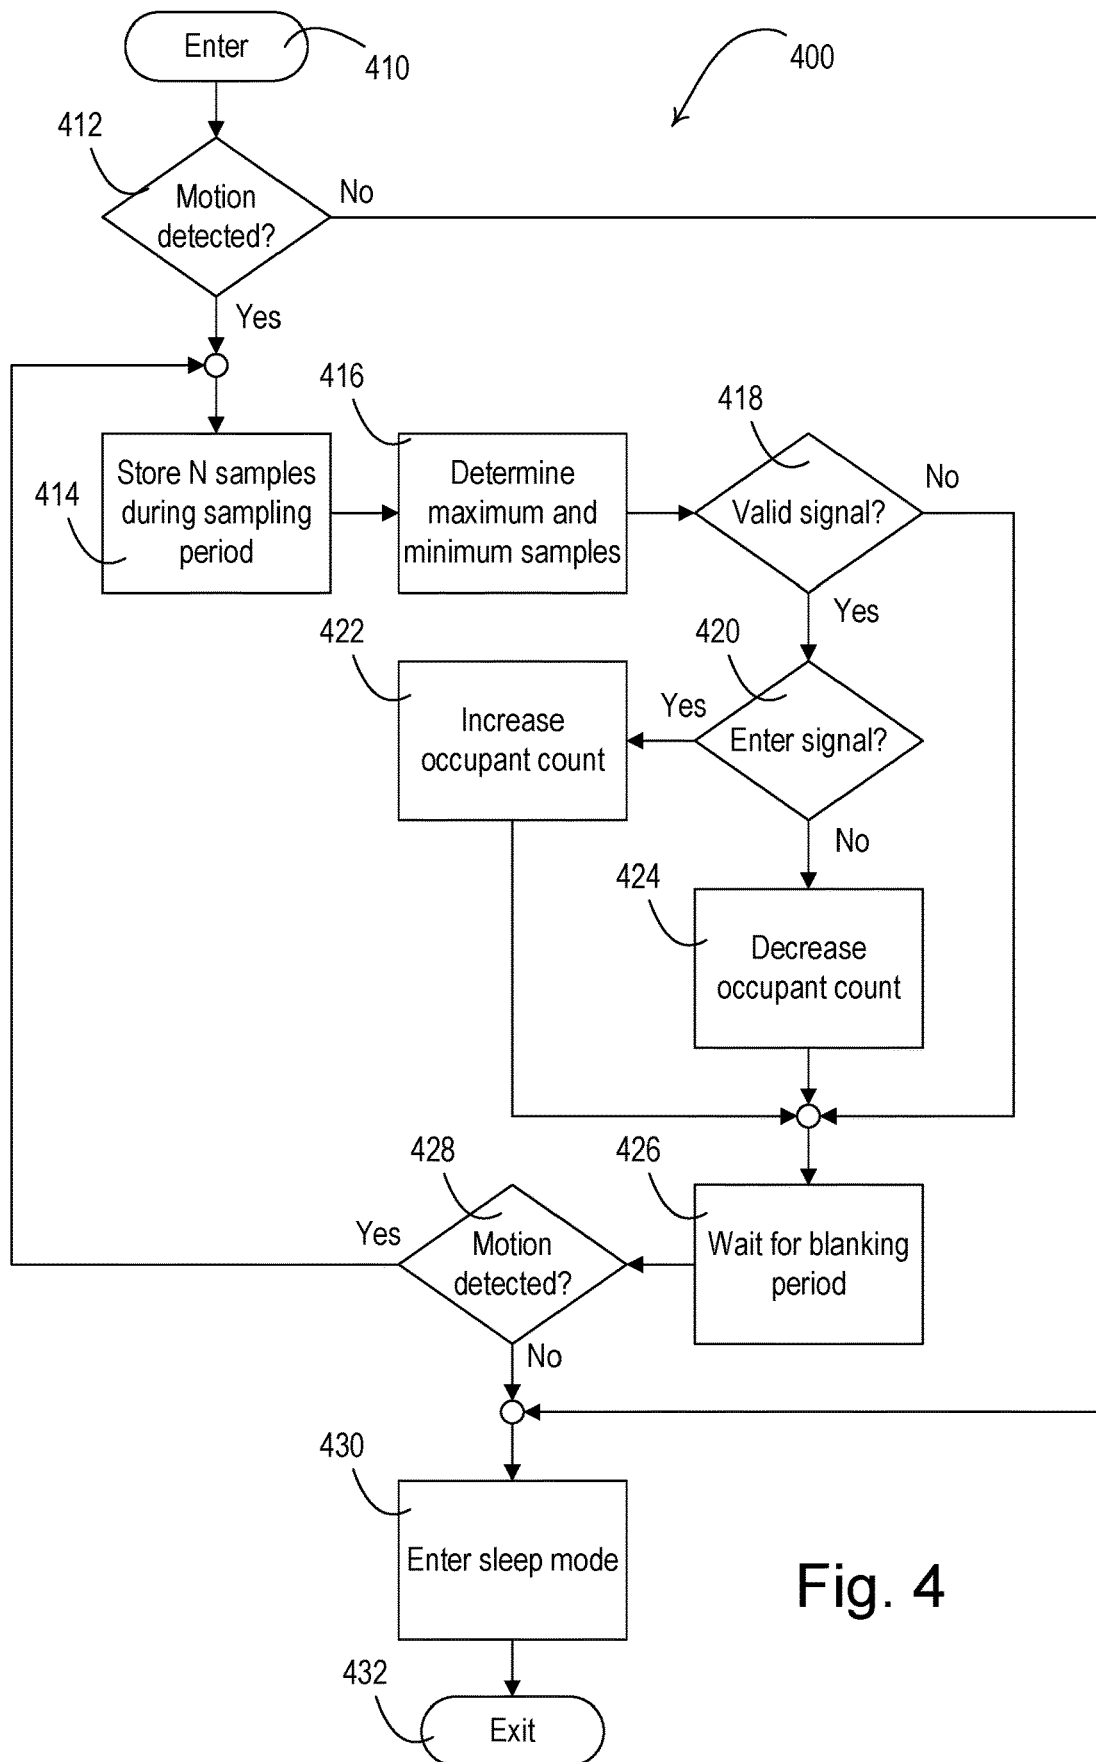 Enter
410
400
412
Motion
detected?
No
Yes
416
418
414
Store N samples
during sampling
period
Determine
maximum and
minimum samples
Valid signal?
No
Yes
422
420
Increase
occupant count
Yes
Enter signal?
No
424
Decrease
occupant count
428
426
Yes
Motion
detected?
Wait for blanking
period
No
430
Enter sleep mode
Fig. 4
432
Exit